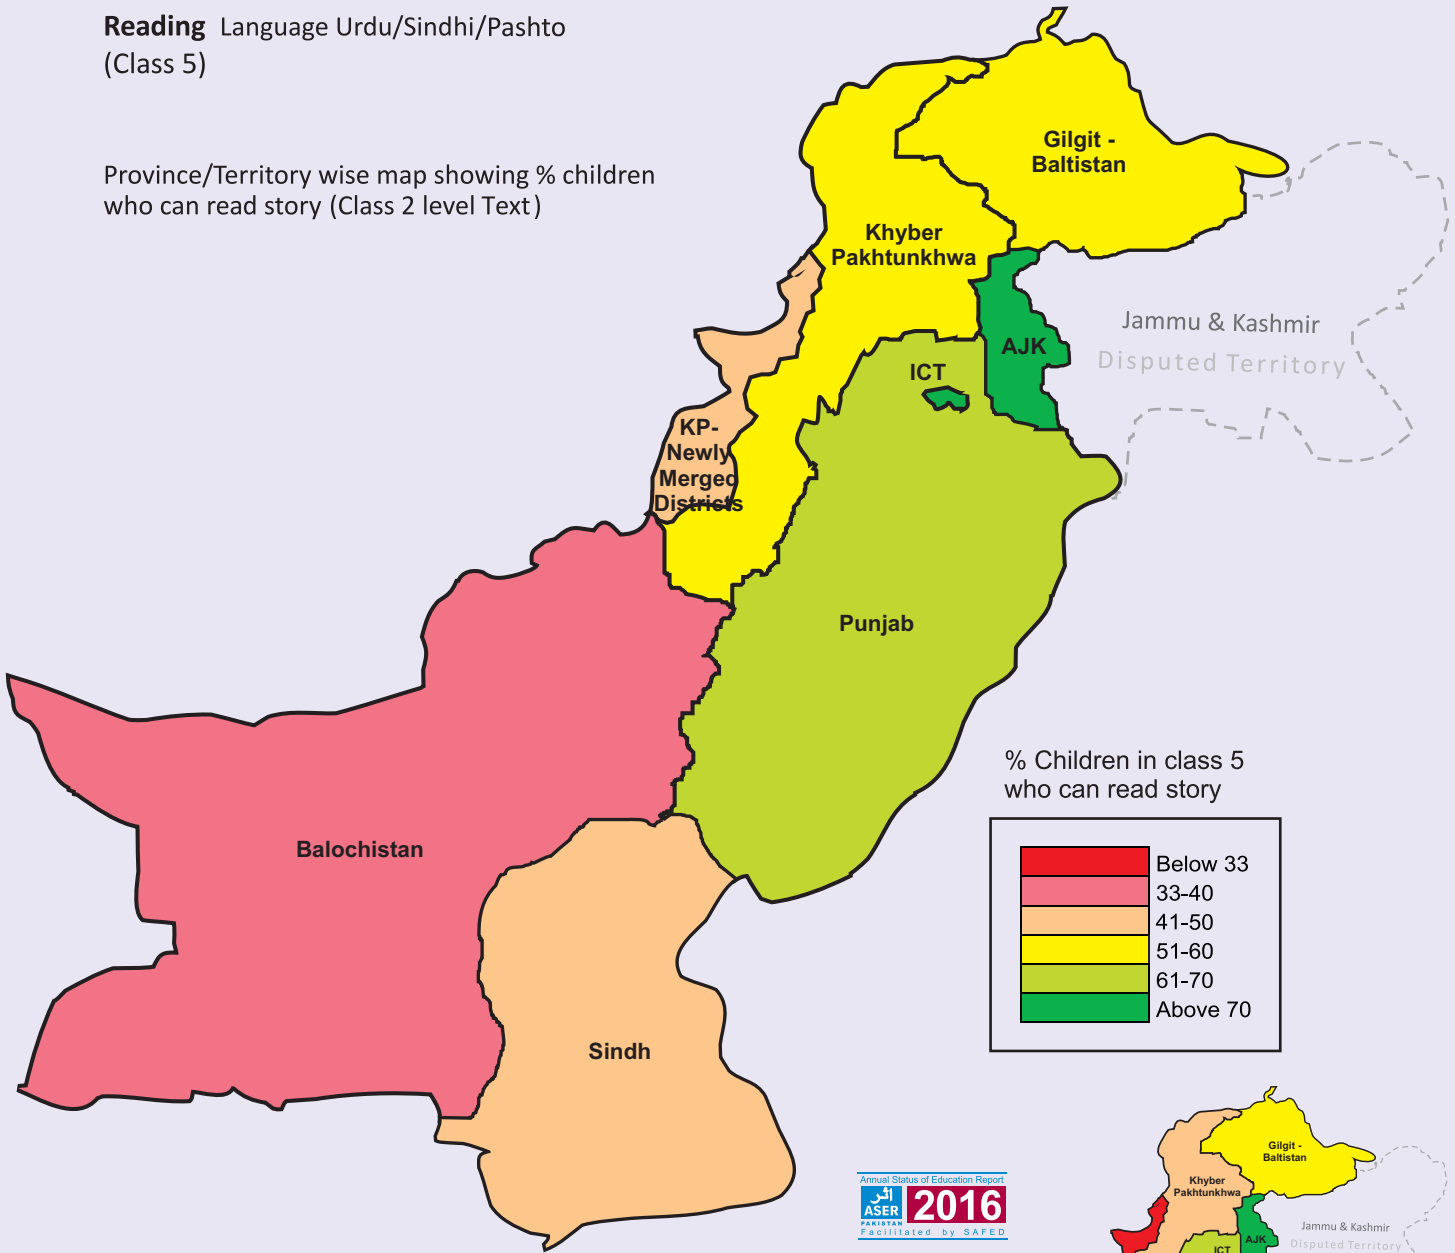 Reading Language Urdu/Sindhi/Pashto
(Class 5)
Province/Territory wise map showing % children
who can read story (Class 2 level Text)
Gilgit -
Baltistan
Khyber
Pakhtunkhwa
Jammu & Kashmir
Disputed Territory
AJK
ICT
KP-
Newly
Merged
Districts
Punjab
Balochistan
Sindh
% Children in class 5
who can read story
Below 33
33-40
41-50
51-60
61-70
Above 70
Annual Status of Education Report
اثر
ASER
PAKISTAN
2016
Facilitated by SAFED
Gilgit -
Baltistan
Khyber
Pakhtunkhwa
Jammu & Kashmir
Disputed Territory
AJK
ICT